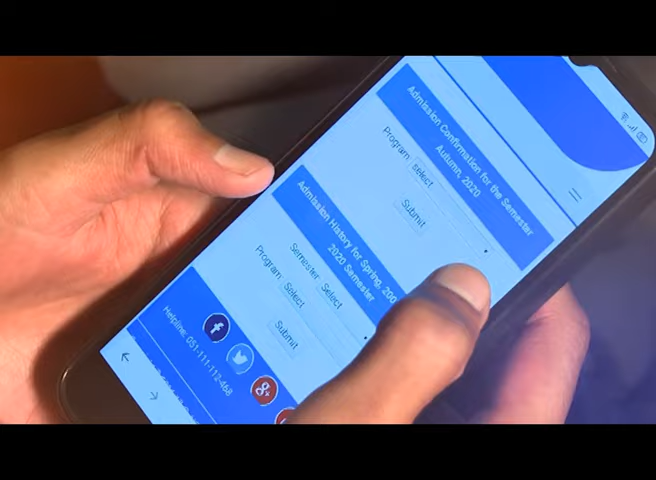 Admission Confirmation for the Semester
Autumn, 2020
Program: select
Submit
Admission History for Spring,
2020 Semester
Semester: Select
Program: Select
Submit
Helpline: 051-111-112-468